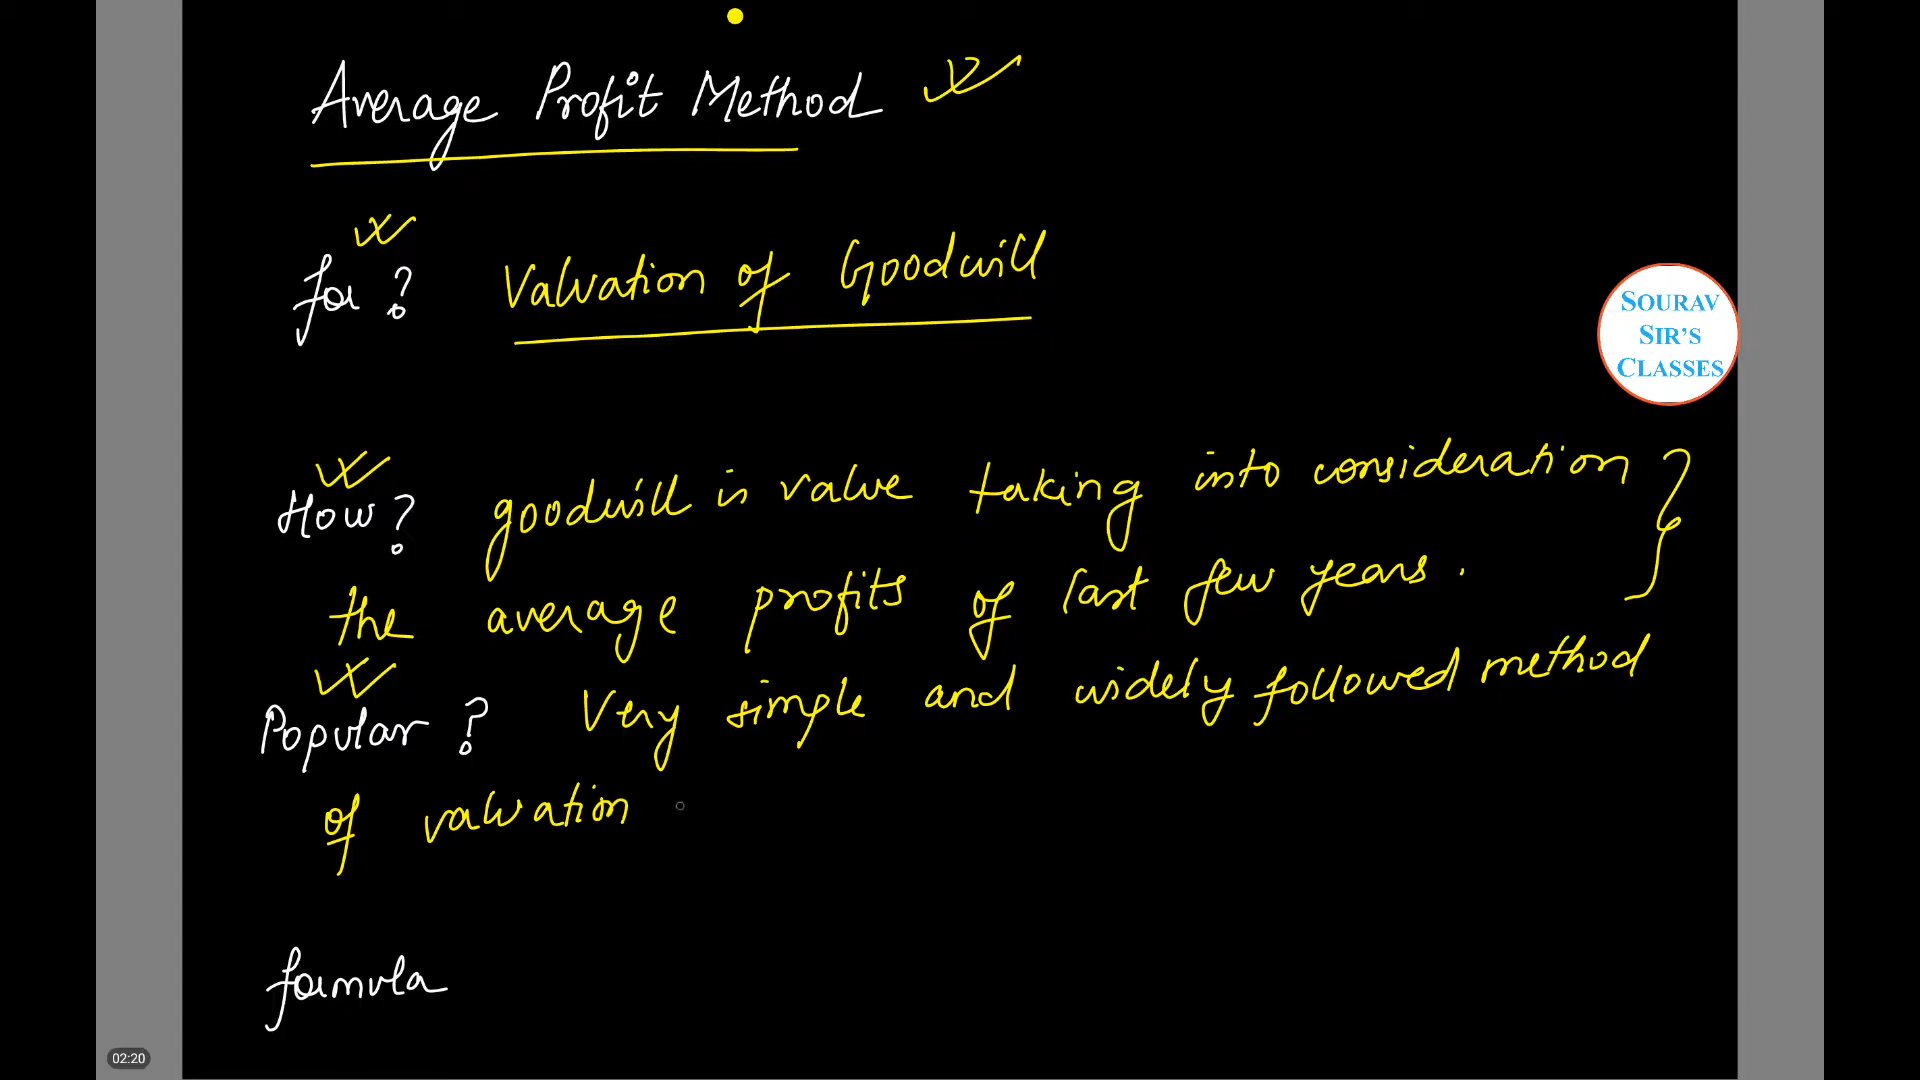 Average Profit Method
for? Valuation of Goodwill
SOURAV
SIR'S
CLASSES
How? goodwill is value taking into consideration
the average profits of last few years.
Popular? Very simple and widely followed method
of valuation
formula
02:20